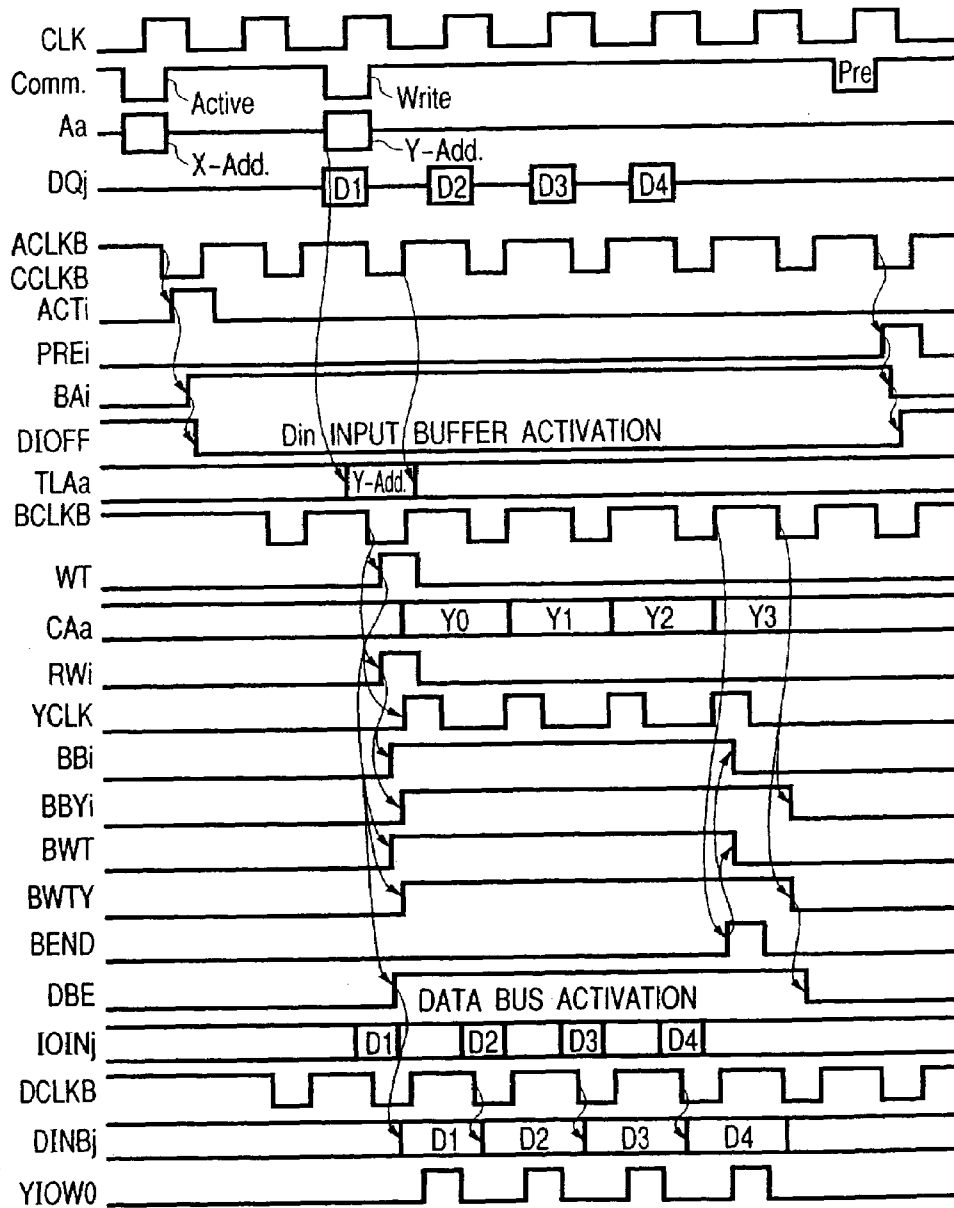 CLK
Comm. Active Write Pre
Aa X-Add. Y-Add.
DQj D1 D2 D3 D4
ACLKB
CCLKB
ACTi
PREi
BAi
DIOFF Din INPUT BUFFER ACTIVATION
TLAa Y-Add.
BCLKB
WT
CAa Y0 Y1 Y2 Y3
RWi
YCLK
BBi
BBYi
BWT
BWTY
BEND
DBE DATA BUS ACTIVATION
IOINj D1 D2 D3 D4
DCLKB
DINBj D1 D2 D3 D4
YIOW0